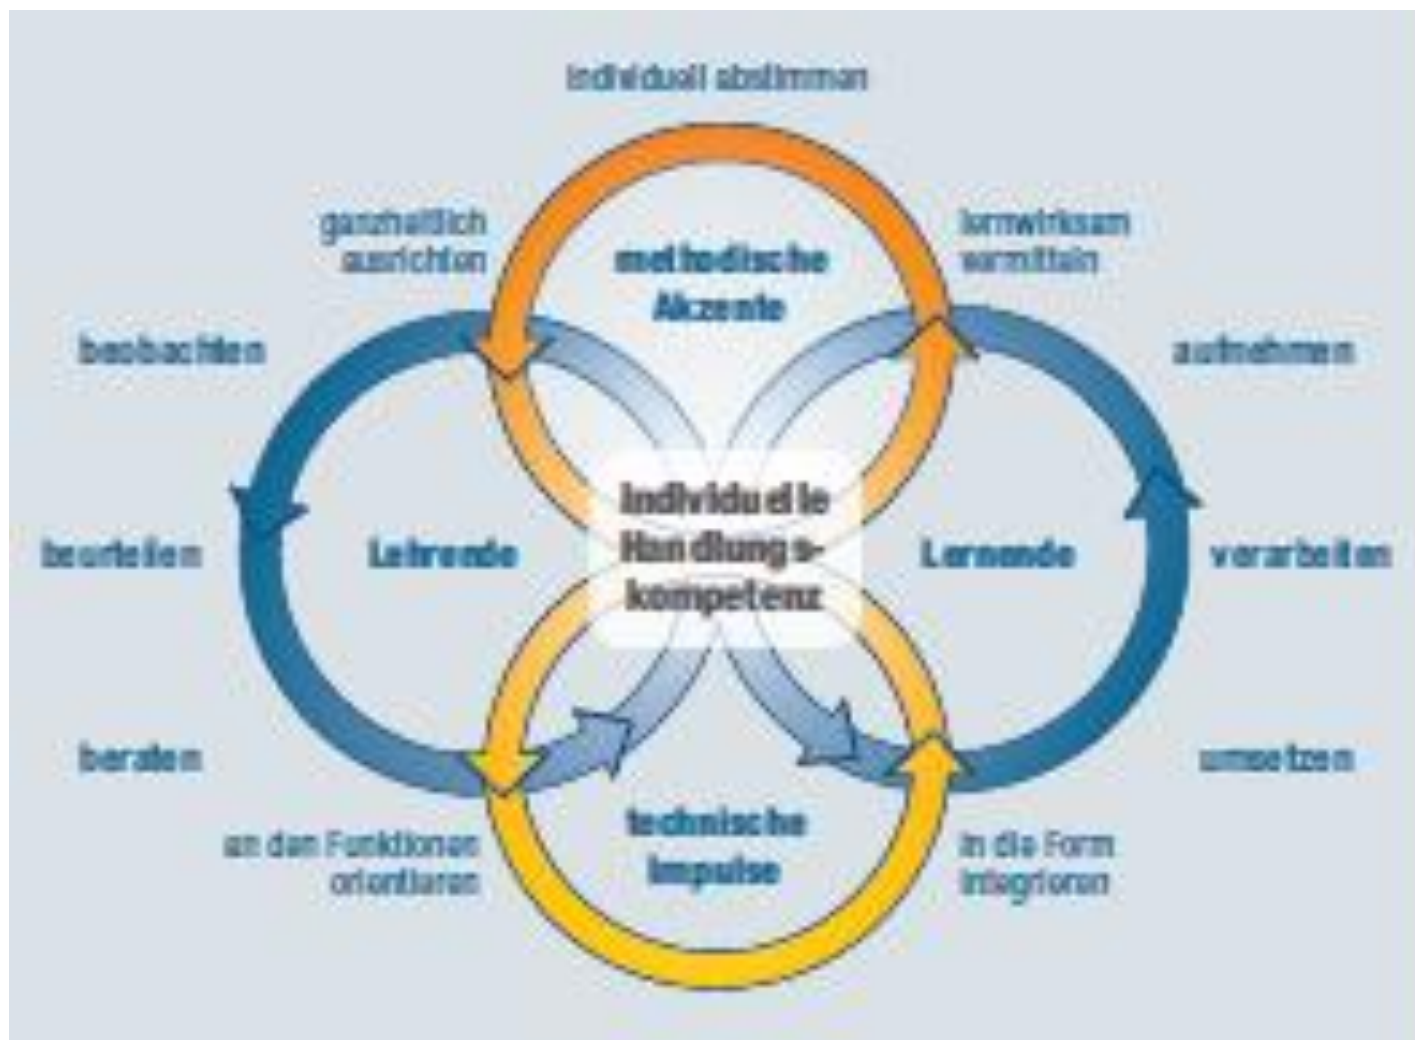 individuell abstimmen
ganzheitlich
ausrichten
lernwirksam
vermitteln
methodische
Akzente
beobachten
aufnehmen
Individuelle
Handlungs-
kompetenz
beurteilen
Lehrende
Lernende
verarbeiten
beraten
umsetzen
technische
Impulse
an den Funktionen
orientieren
in die Form
integrieren